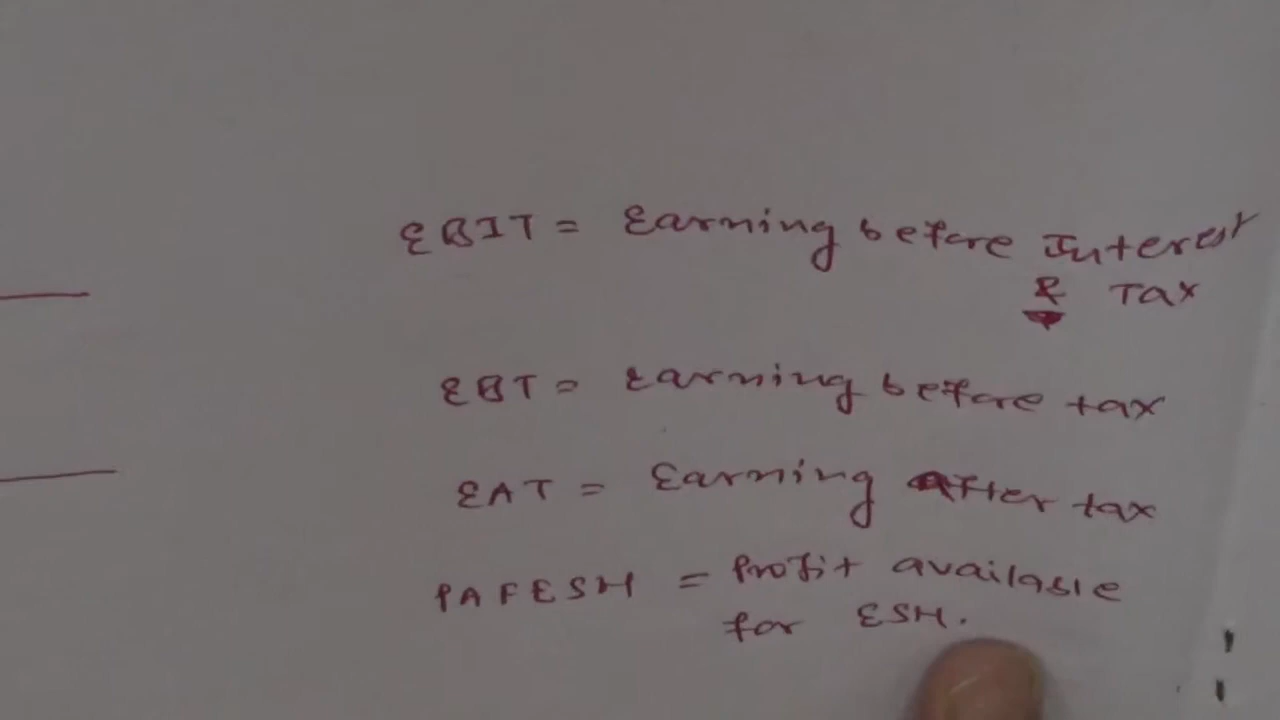 EBIT = Earning before Interest
& Tax
EBT = Earning before tax
EAT = Earning After tax
PAFESH = Profit available
for ESH.